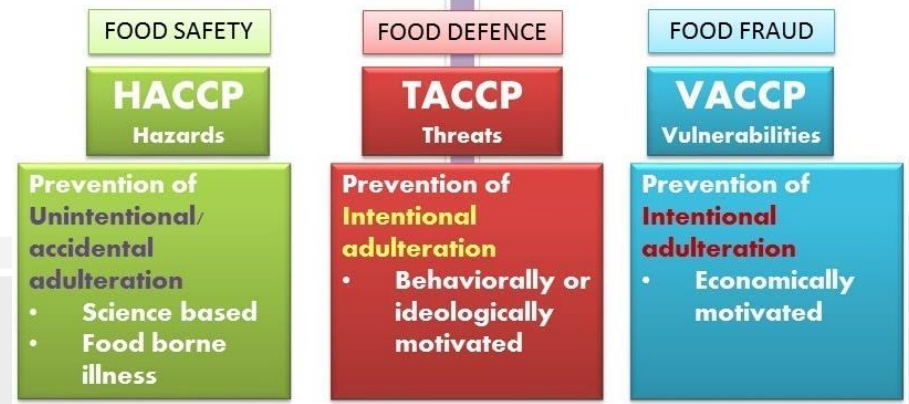 FOOD SAFETY
HACCP
Hazards
Prevention of
Unintentional/
accidental
adulteration
• Science based
• Food borne
illness
FOOD DEFENCE
TACCP
Threats
Prevention of
Intentional
adulteration
• Behaviorally or
ideologically
motivated
FOOD FRAUD
VACCP
Vulnerabilities
Prevention of
Intentional
adulteration
• Economically
motivated